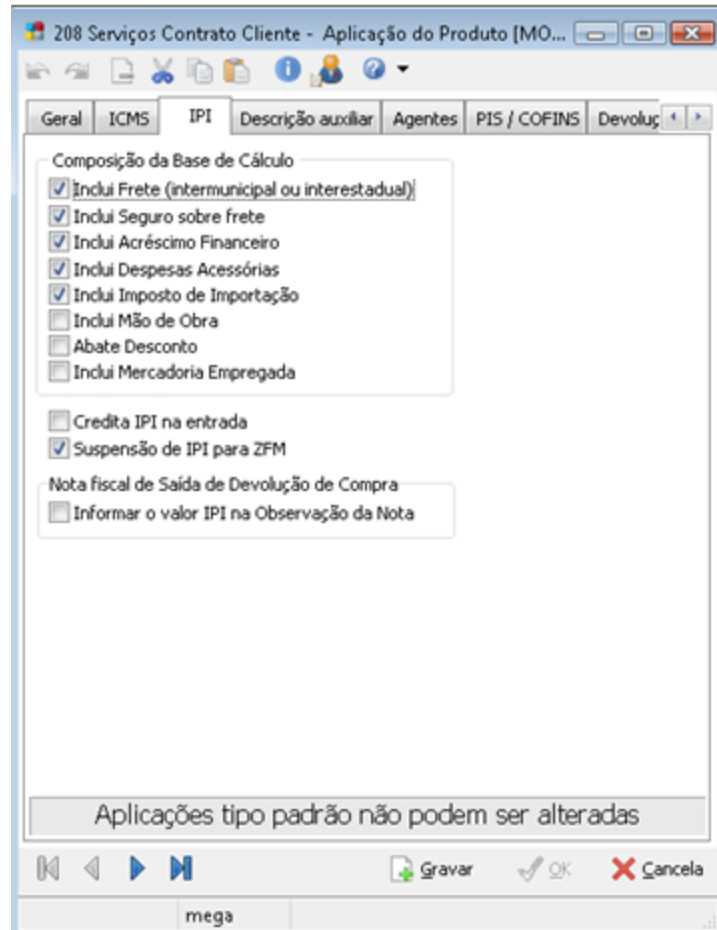 208 Serviços Contrato Cliente - Aplicação do Produto [MO...
Geral ICMS IPI Descrição auxiliar Agentes PIS / COFINS Devoluç
Composição da Base de Cálculo
Inclui Frete (intermunicipal ou interestadual)
Inclui Seguro sobre frete
Inclui Acréscimo Financeiro
Inclui Despesas Acessórias
Inclui Imposto de Importação
Inclui Mão de Obra
Abate Desconto
Inclui Mercadoria Empregada
Credita IPI na entrada
Suspensão de IPI para ZFM
Nota fiscal de Saída de Devolução de Compra
Informar o valor IPI na Observação da Nota
Aplicações tipo padrão não podem ser alteradas
Gravar OK Cancela
mega